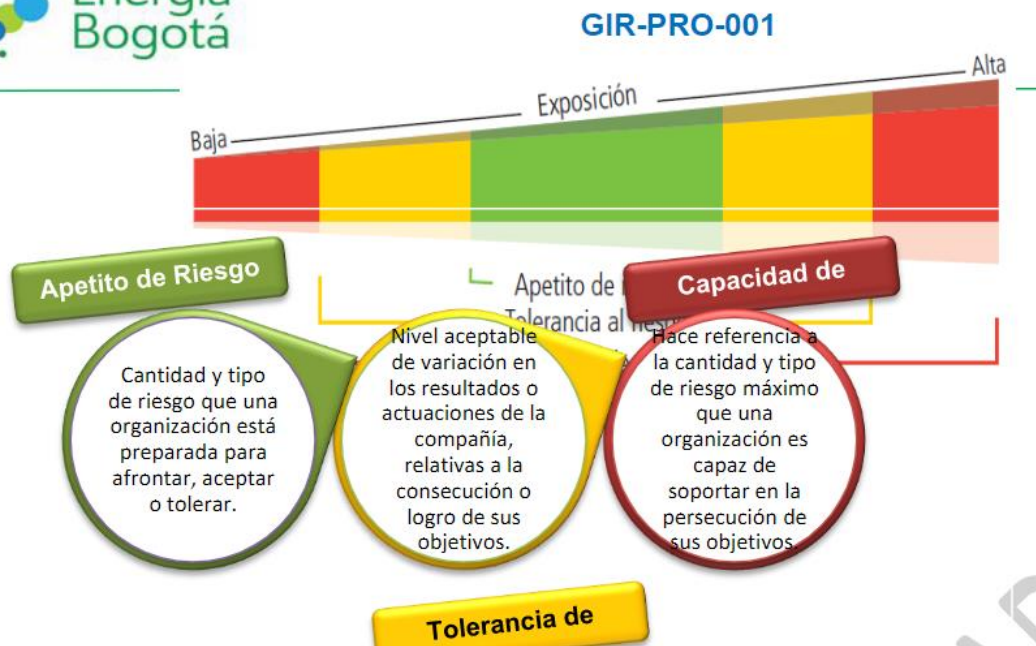 Energía
Bogotá
GIR-PRO-001
Baja
Exposición
Alta
Apetito de Riesgo
Apetito de
Tolerancia al
Capacidad de
Cantidad y tipo
de riesgo que una
organización está
preparada para
afrontar, aceptar
o tolerar.
Nivel aceptable
de variación en
los resultados o
actuaciones de la
compañía,
relativas a la
consecución o
logro de sus
objetivos.
Hace referencia a
la cantidad y tipo
de riesgo máximo
que una
organización es
capaz de
soportar en la
persecución de
sus objetivos.
Tolerancia de